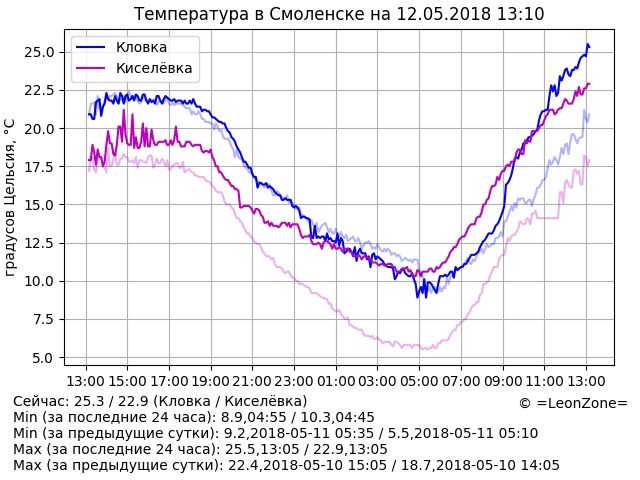 Температура в Смоленске на 12.05.2018 13:10
Кловка
Киселёвка
градусов Цельсия, °C
25.0
22.5
20.0
17.5
15.0
12.5
10.0
7.5
5.0
13:00 15:00 17:00 19:00 21:00 23:00 01:00 03:00 05:00 07:00 09:00 11:00 13:00
Сейчас: 25.3 / 22.9 (Кловка / Киселёвка)
© =LeonZone=
Min (за последние 24 часа): 8.9,04:55 / 10.3,04:45
Min (за предыдущие сутки): 9.2,2018-05-11 05:35 / 5.5,2018-05-11 05:10
Max (за последние 24 часа): 25.5,13:05 / 22.9,13:05
Max (за предыдущие сутки): 22.4,2018-05-10 15:05 / 18.7,2018-05-10 14:05